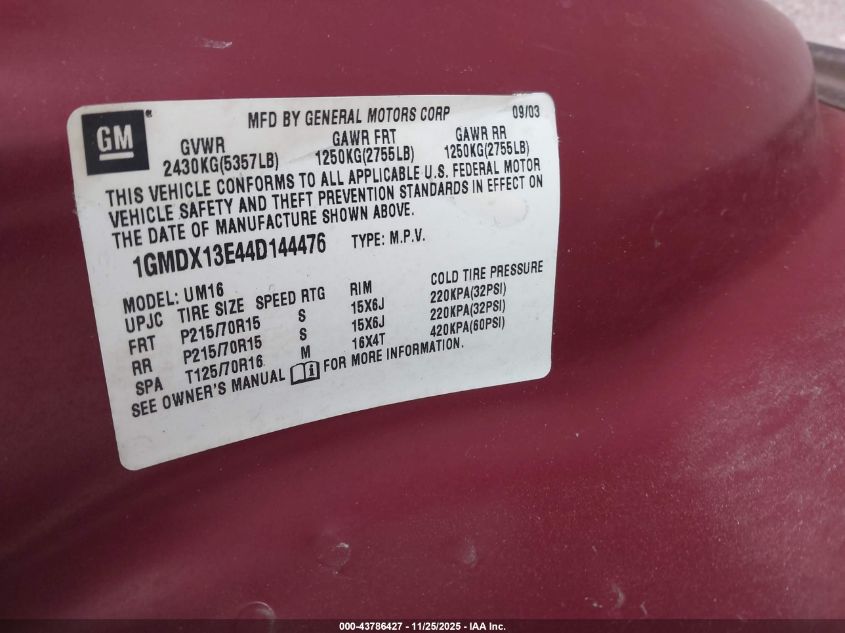 GM
MFD BY GENERAL MOTORS CORP 09/03
GVWR GAWR FRT GAWR RR
2430KG(5357LB) 1250KG(2755LB) 1250KG(2755LB)
THIS VEHICLE CONFORMS TO ALL APPLICABLE U.S. FEDERAL MOTOR
VEHICLE SAFETY AND THEFT PREVENTION STANDARDS IN EFFECT ON
THE DATE OF MANUFACTURE SHOWN ABOVE.
1GMDX13E44D144476 TYPE: M.P.V.
MODEL: UM16
UPJC TIRE SIZE SPEED RTG RIM COLD TIRE PRESSURE
FRT P215/70R15 S 15X6J 220KPA(32PSI)
RR P215/70R15 S 15X6J 220KPA(32PSI)
SPA T125/70R16 M 16X4T 420KPA(60PSI)
SEE OWNER'S MANUAL FOR MORE INFORMATION.
000-43786427 - 11/25/2025 - IAA Inc.